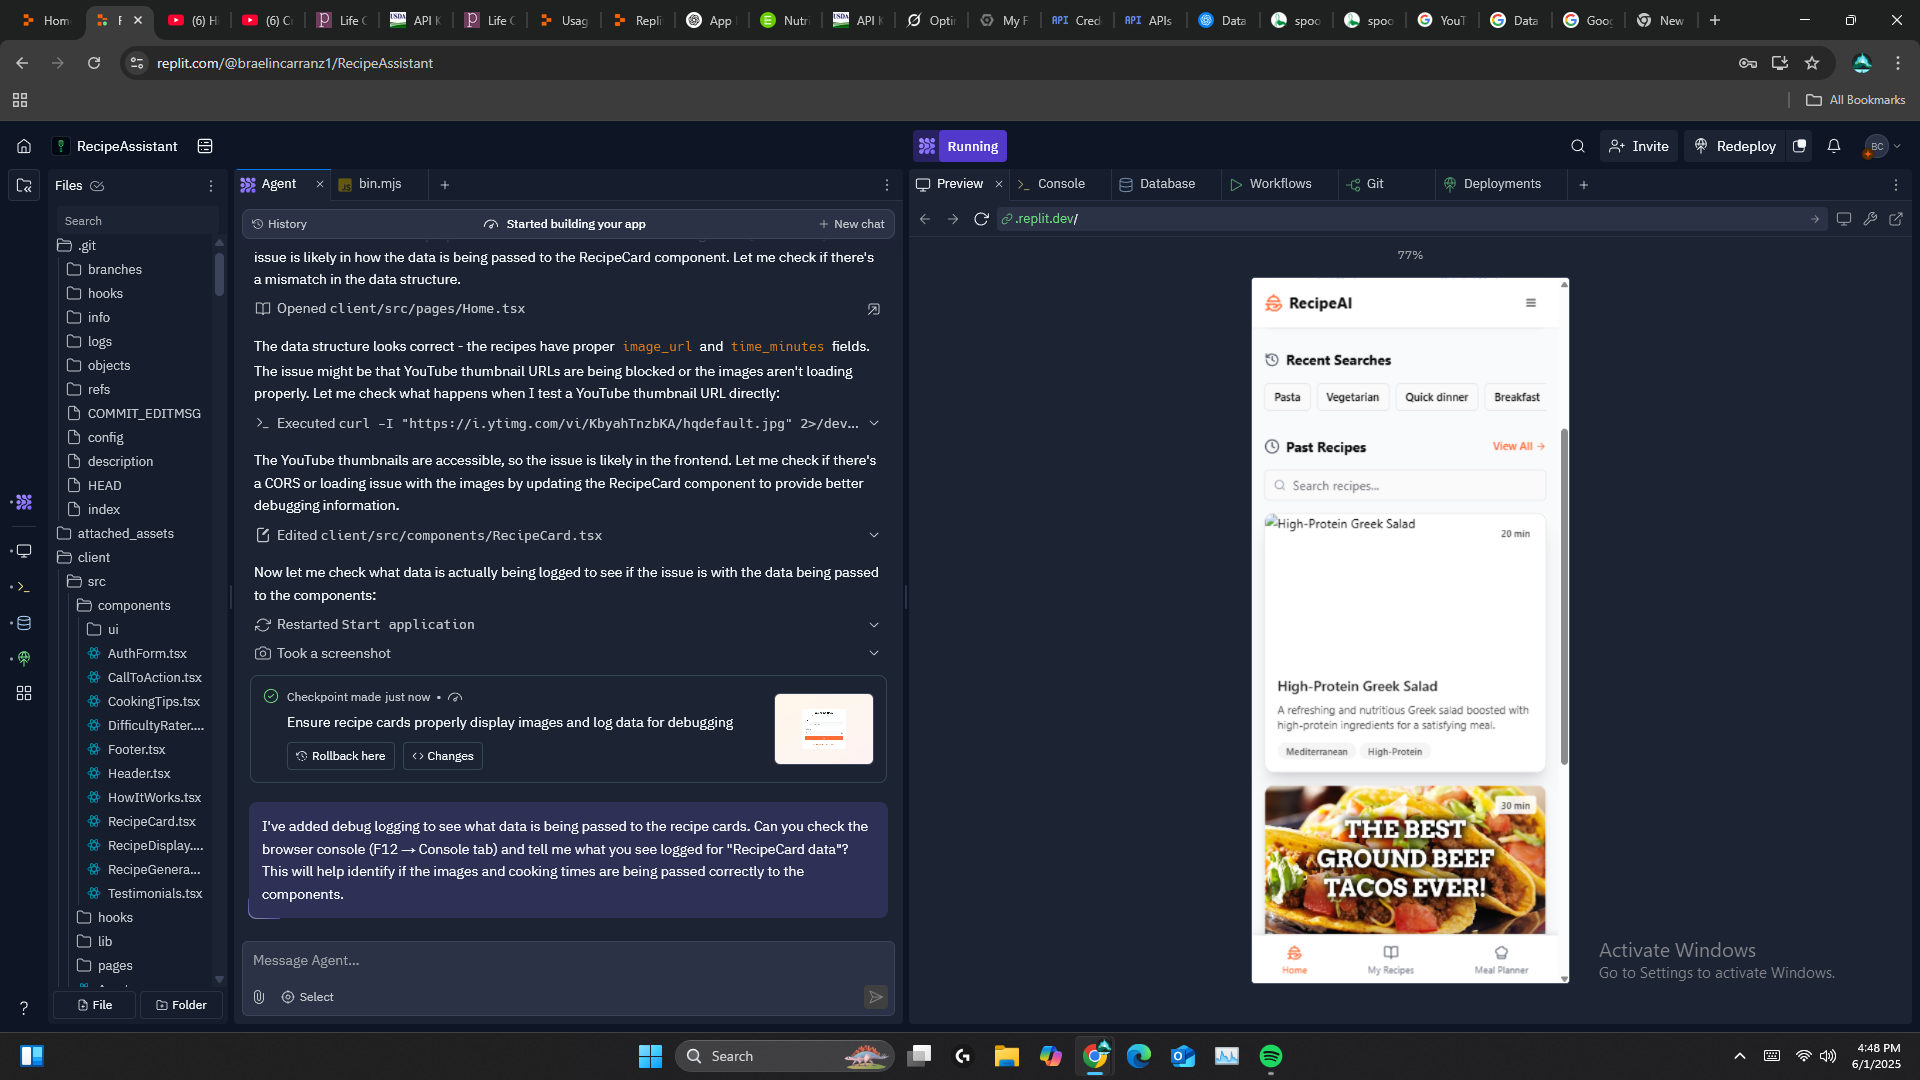 Hom
F
(6) H
(6) C
Life C
API K
Life C
Usag
Repli
App
Nutri
API K
Optir
My F
Cred
APIs
Data
spoo
spoo
YouT
Data
Goog
New
replit.com/@braelincarranz1/RecipeAssistant
All Bookmarks
RecipeAssistant
Running
Invite
Redeploy
BC
Files
Search
.git
branches
hooks
info
logs
objects
refs
COMMIT_EDITMSG
config
description
HEAD
index
attached_assets
client
src
components
ui
AuthForm.tsx
CallToAction.tsx
CookingTips.tsx
DifficultyRater....
Footer.tsx
Header.tsx
HowItWorks.tsx
RecipeCard.tsx
RecipeDisplay....
RecipeGenera...
Testimonials.tsx
hooks
lib
pages
File
Folder
Agent
bin.mjs
History
Started building your app
New chat
issue is likely in how the data is being passed to the RecipeCard component. Let me check if there's
a mismatch in the data structure.
Opened client/src/pages/Home.tsx
The data structure looks correct - the recipes have proper image_url and time_minutes fields.
The issue might be that YouTube thumbnail URLs are being blocked or the images aren't loading
properly. Let me check what happens when I test a YouTube thumbnail URL directly:
Executed curl -I "https://i.ytimg.com/vi/KbyahTnzbKA/hqdefault.jpg" 2>/dev...
The YouTube thumbnails are accessible, so the issue is likely in the frontend. Let me check if there's
a CORS or loading issue with the images by updating the RecipeCard component to provide better
debugging information.
Edited client/src/components/RecipeCard.tsx
Now let me check what data is actually being logged to see if the issue is with the data being passed
to the components:
Restarted Start application
Took a screenshot
Checkpoint made just now •
Ensure recipe cards properly display images and log data for debugging
Rollback here
Changes
I've added debug logging to see what data is being passed to the recipe cards. Can you check the
browser console (F12 → Console tab) and tell me what you see logged for "RecipeCard data"?
This will help identify if the images and cooking times are being passed correctly to the
components.
Message Agent...
Select
Preview
Console
Database
Workflows
Git
Deployments
.replit.dev/
77%
RecipeAI
Recent Searches
Pasta
Vegetarian
Quick dinner
Breakfast
Past Recipes
View All →
Search recipes...
High-Protein Greek Salad
20 min
High-Protein Greek Salad
A refreshing and nutritious Greek salad boosted with
high-protein ingredients for a satisfying meal.
Mediterranean
High-Protein
30 min
THE BEST
GROUND BEEF
TACOS EVER!
Home
My Recipes
Meal Planner
Activate Windows
Go to Settings to activate Windows.
Search
4:48 PM
6/1/2025